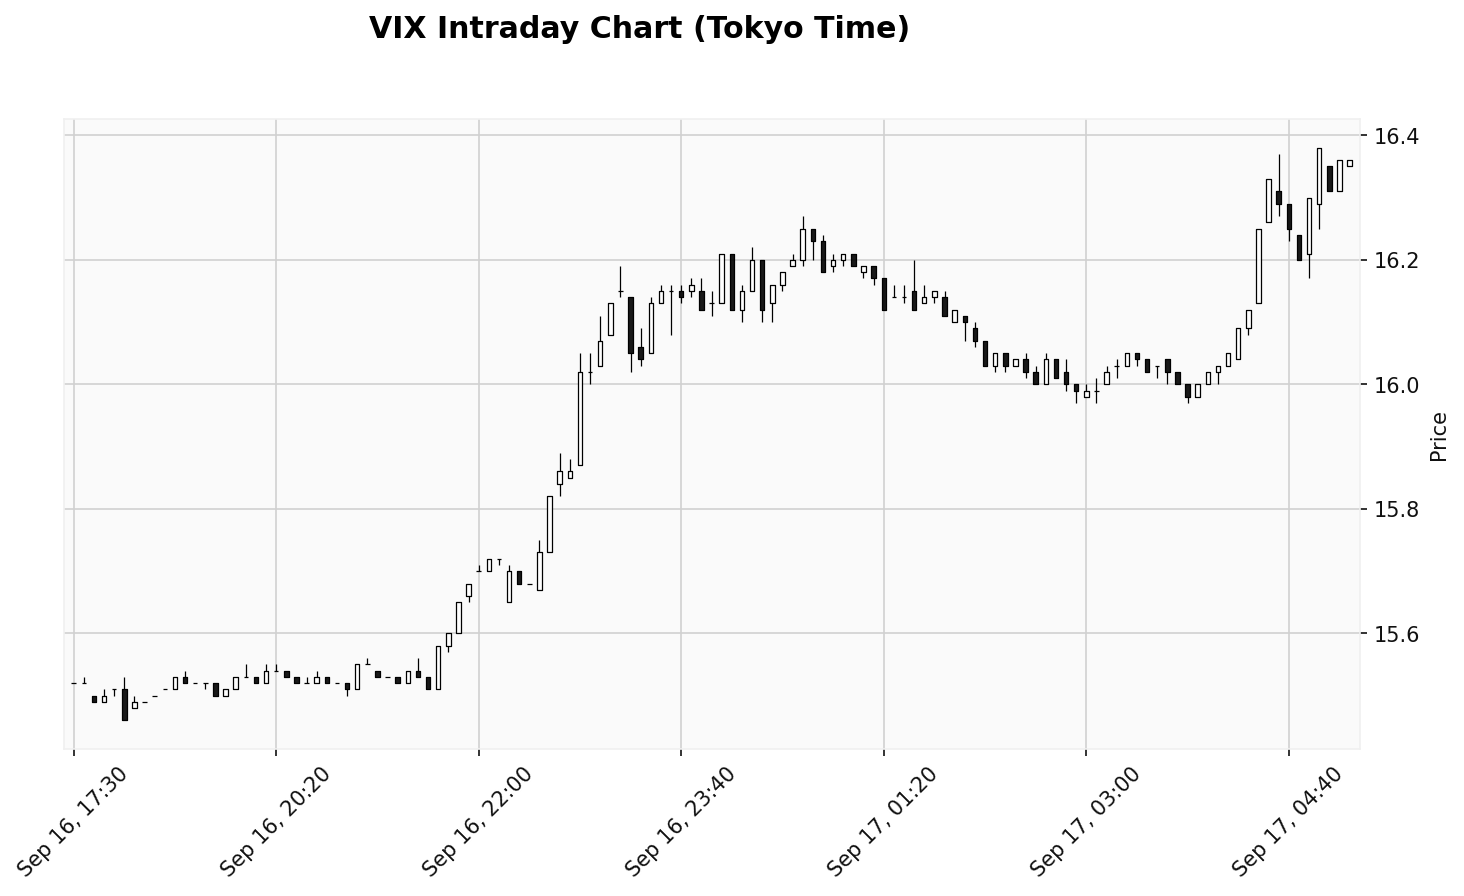 VIX Intraday Chart (Tokyo Time)
16.4
16.2
16.0
15.8
15.6
Price
Sep 16, 17:30
Sep 16, 20:20
Sep 16, 22:00
Sep 16, 23:40
Sep 17, 01:20
Sep 17, 03:00
Sep 17, 04:40